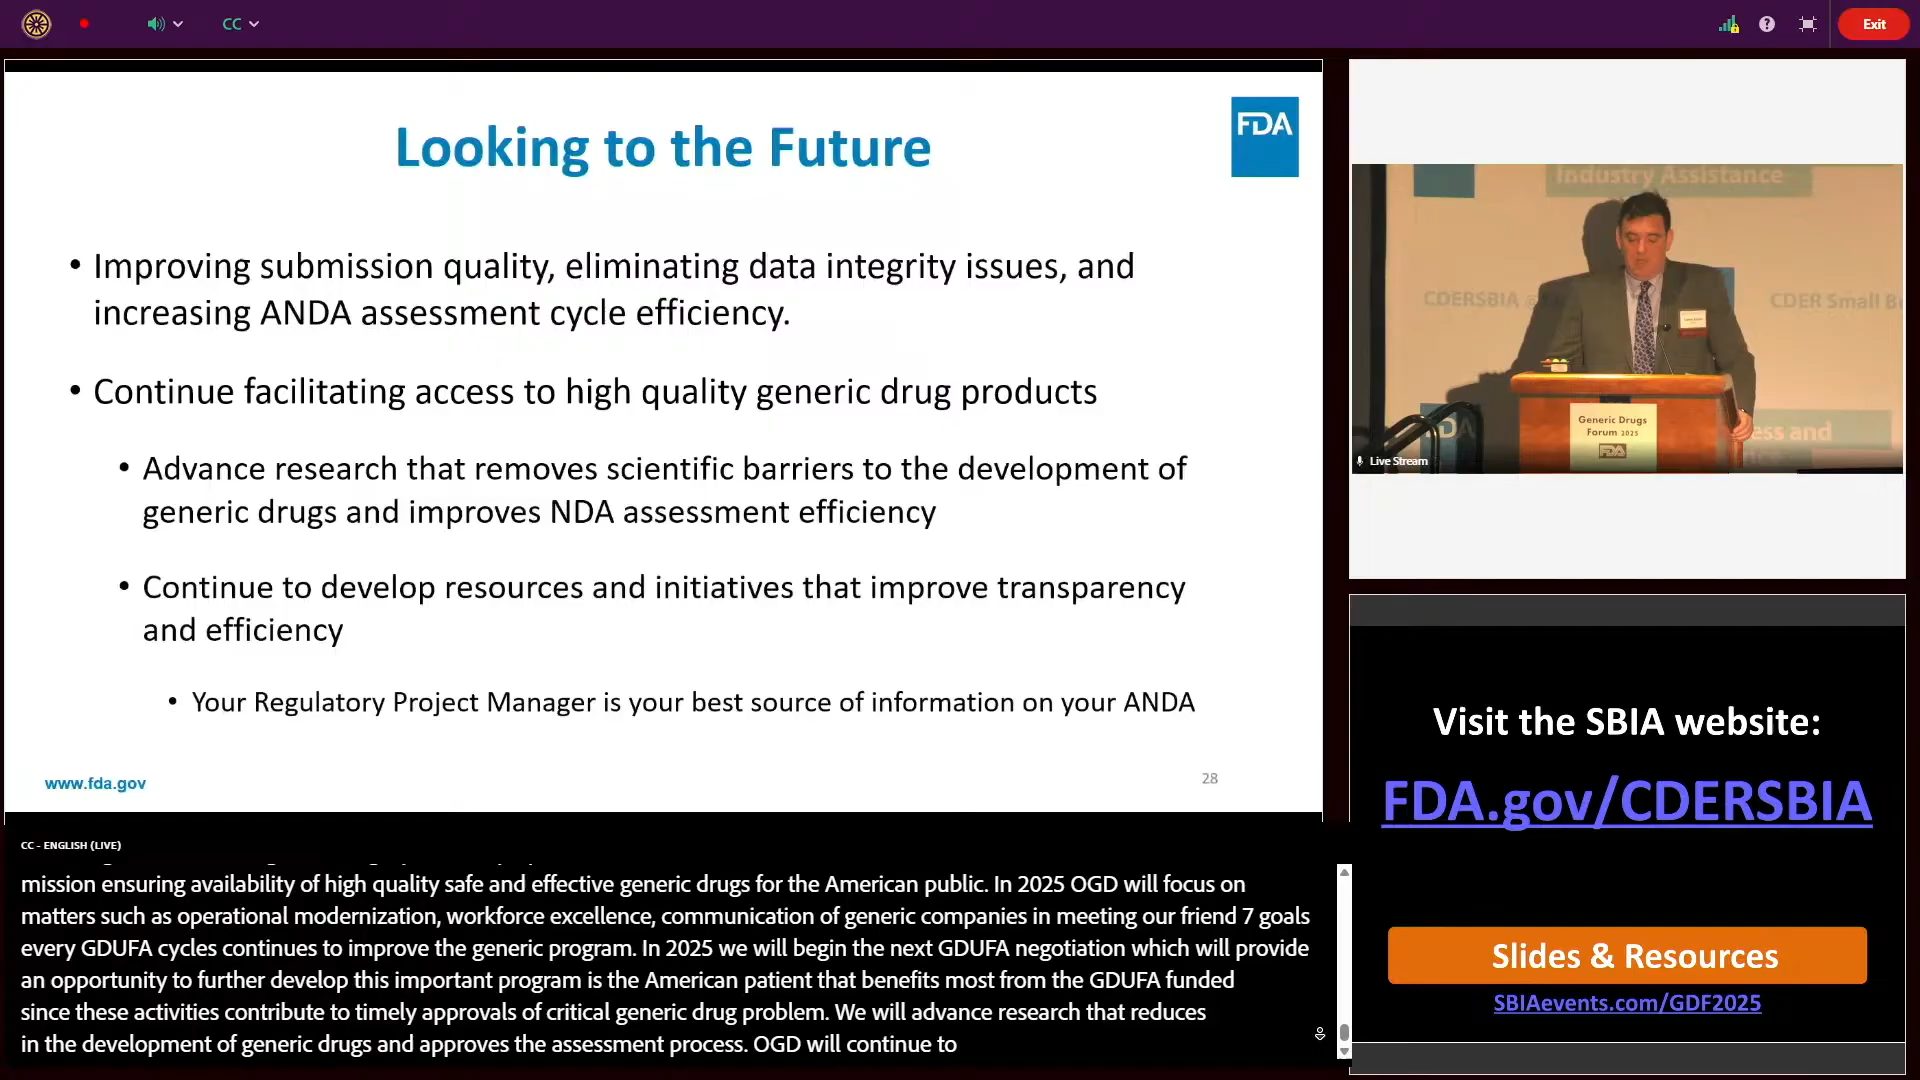 CC
Exit
Looking to the Future
FDA
• Improving submission quality, eliminating data integrity issues, and
increasing ANDA assessment cycle efficiency.
• Continue facilitating access to high quality generic drug products
• Advance research that removes scientific barriers to the development of
generic drugs and improves NDA assessment efficiency
• Continue to develop resources and initiatives that improve transparency
and efficiency
• Your Regulatory Project Manager is your best source of information on your ANDA
www.fda.gov
28
CC - ENGLISH (LIVE)
mission ensuring availability of high quality safe and effective generic drugs for the American public. In 2025 OGD will focus on
matters such as operational modernization, workforce excellence, communication of generic companies in meeting our friend 7 goals
every GDUFA cycles continues to improve the generic program. In 2025 we will begin the next GDUFA negotiation which will provide
an opportunity to further develop this important program is the American patient that benefits most from the GDUFA funded
since these activities contribute to timely approvals of critical generic drug problem. We will advance research that reduces
in the development of generic drugs and approves the assessment process. OGD will continue to
Industry Assistance
CDERSBIA
CDER Small B
Generic Drugs
Forum 2025
FDA
ess and
Live Stream
Visit the SBIA website:
FDA.gov/CDERSBIA
Slides & Resources
SBIAevents.com/GDF2025